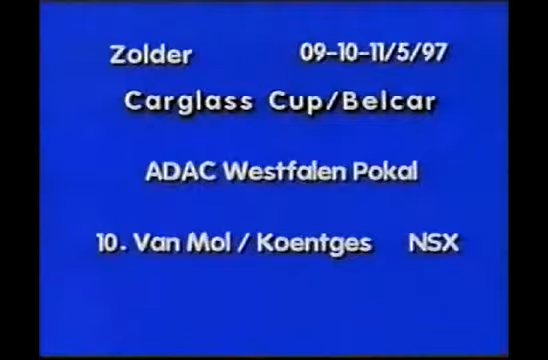 Zolder 09-10-11/5/97
Carglass Cup/Belcar
ADAC Westfalen Pokal
10. Van Mol / Koentges NSX